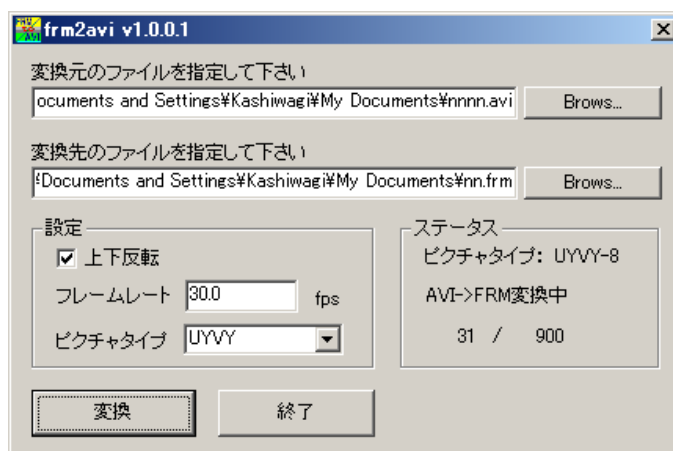 frm2avi v1.0.0.1
変換元のファイルを指定して下さい
ocuments and Settings¥Kashiwagi¥My Documents¥nnnn.avi
Brows...
変換先のファイルを指定して下さい
¥Documents and Settings¥Kashiwagi¥My Documents¥nn.frm
Brows...
設定
上下反転
フレームレート 30.0 fps
ピクチャタイプ UYVY
ステータス
ピクチャタイプ: UYVY-8
AVI->FRM変換中
31 / 900
変換
終了